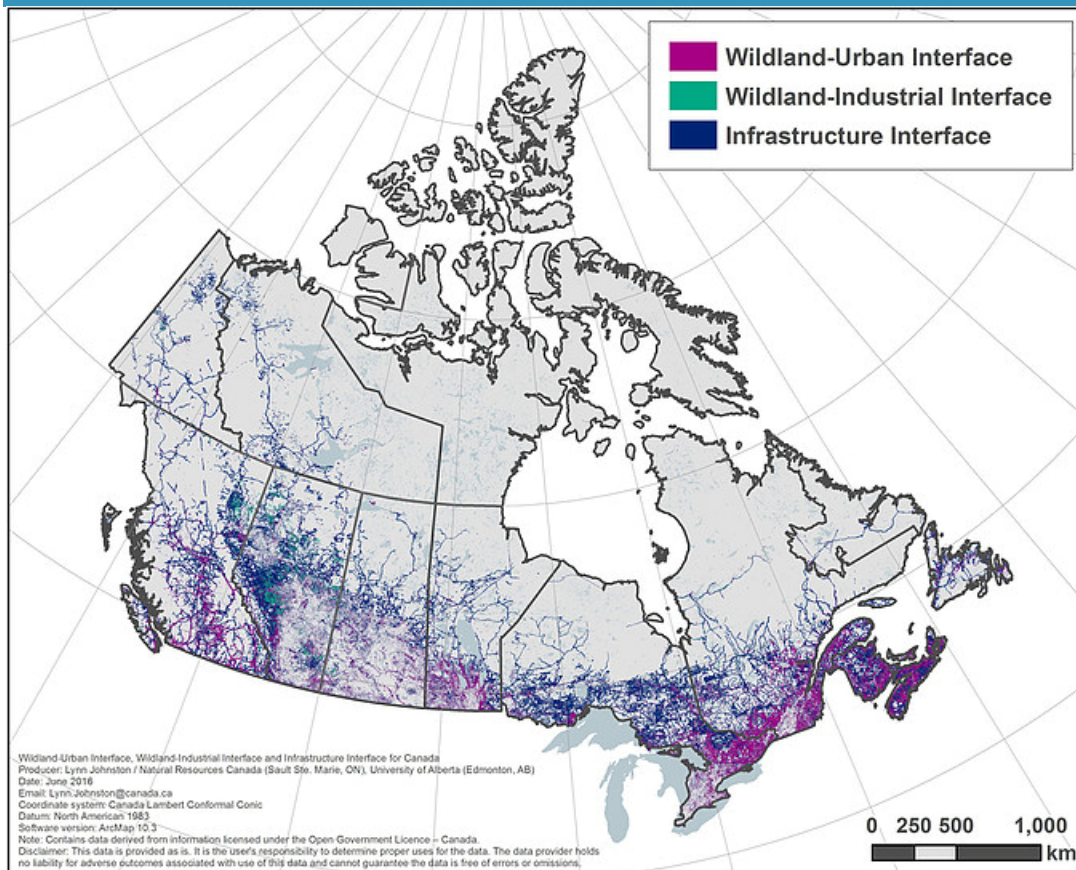 Wildland-Urban Interface
Wildland-Industrial Interface
Infrastructure Interface
Wildland-Urban Interface, Wildland-Industrial Interface and Infrastructure Interface for Canada
Producer: Lynn Johnston / Natural Resources Canada (Sault Ste. Marie, ON), University of Alberta (Edmonton, AB)
Date: June 2016
Email: Lynn.Johnston@canada.ca
Coordinate system: Canada Lambert Conformal Conic
Datum: North American 1983
Software version: ArcMap 10.3
Note: Contains data derived from information licensed under the Open Government Licence – Canada.
Disclaimer: This data is provided as is. It is the user's responsibility to determine proper uses for the data. The data provider holds
no liability for adverse outcomes associated with use of this data and cannot guarantee the data is free of errors or omissions.
0 250 500 1,000
km